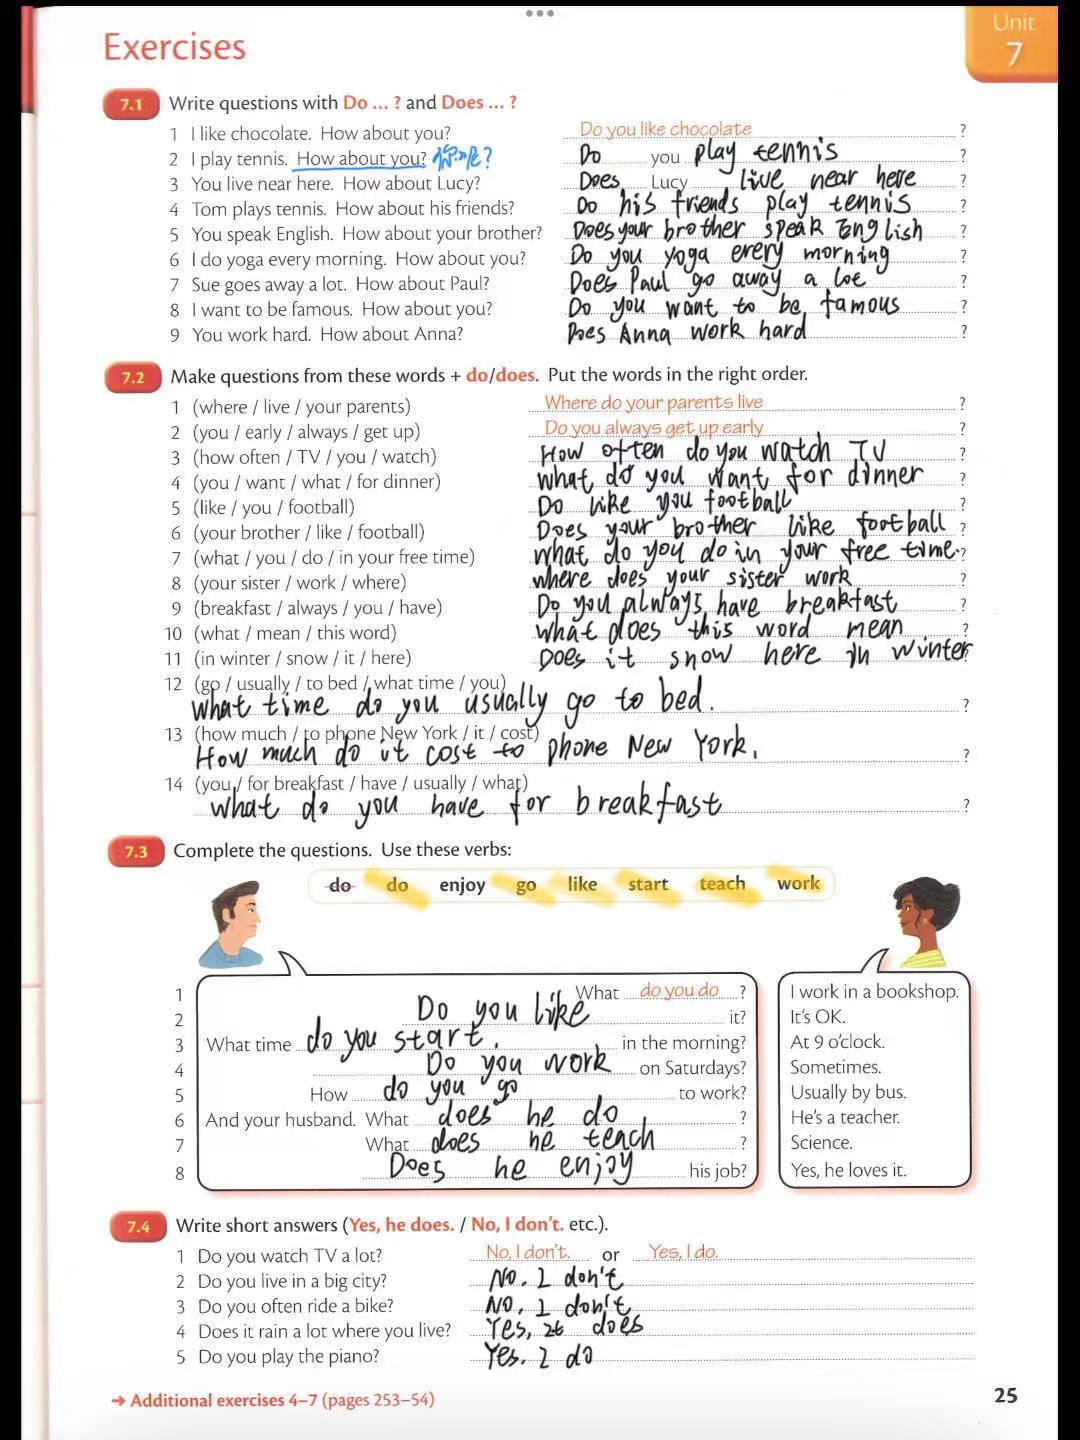 Exercises
Unit
7
7.1 Write questions with Do ... ? and Does ... ?
1 I like chocolate. How about you? Do you like chocolate ?
2 I play tennis. How about you? 你呢? Do you play tennis ?
3 You live near here. How about Lucy? Does Lucy live near here ?
4 Tom plays tennis. How about his friends? Do his friends play tennis ?
5 You speak English. How about your brother? Does your brother speak English ?
6 I do yoga every morning. How about you? Do you yoga every morning ?
7 Sue goes away a lot. How about Paul? Does Paul go away a lot ?
8 I want to be famous. How about you? Do you want to be famous ?
9 You work hard. How about Anna? Does Anna work hard ?
7.2 Make questions from these words + do/does. Put the words in the right order.
1 (where / live / your parents) Where do your parents live ?
2 (you / early / always / get up) Do you always get up early ?
3 (how often / TV / you / watch) How often do you watch TV ?
4 (you / want / what / for dinner) what do you want for dinner ?
5 (like / you / football) Do like you football ?
6 (your brother / like / football) Does your brother like football ?
7 (what / you / do / in your free time) what do you do in your free time. ?
8 (your sister / work / where) where does your sister work ?
9 (breakfast / always / you / have) Do you always have breakfast ?
10 (what / mean / this word) what does this word mean ?
11 (in winter / snow / it / here) Does it snow here in winter
12 (go / usually / to bed / what time / you)
what time do you usually go to bed. ?
13 (how much / to phone New York / it / cost)
How much do it cost to phone New York. ?
14 (you / for breakfast / have / usually / what)
what do you have for breakfast ?
7.3 Complete the questions. Use these verbs:
do do enjoy go like start teach work
1 What do you do ? I work in a bookshop.
2 Do you like it? It's OK.
3 What time do you start. in the morning? At 9 o'clock.
4 Do you work on Saturdays? Sometimes.
5 How do you go to work? Usually by bus.
6 And your husband. What does he do ? He's a teacher.
7 What does he teach ? Science.
8 Does he enjoy his job? Yes, he loves it.
7.4 Write short answers (Yes, he does. / No, I don't. etc.).
1 Do you watch TV a lot? No, I don't. or Yes, I do.
2 Do you live in a big city? No. I don't
3 Do you often ride a bike? No, I don't
4 Does it rain a lot where you live? Yes, it does
5 Do you play the piano? Yes. I do
➜ Additional exercises 4–7 (pages 253–54)
25